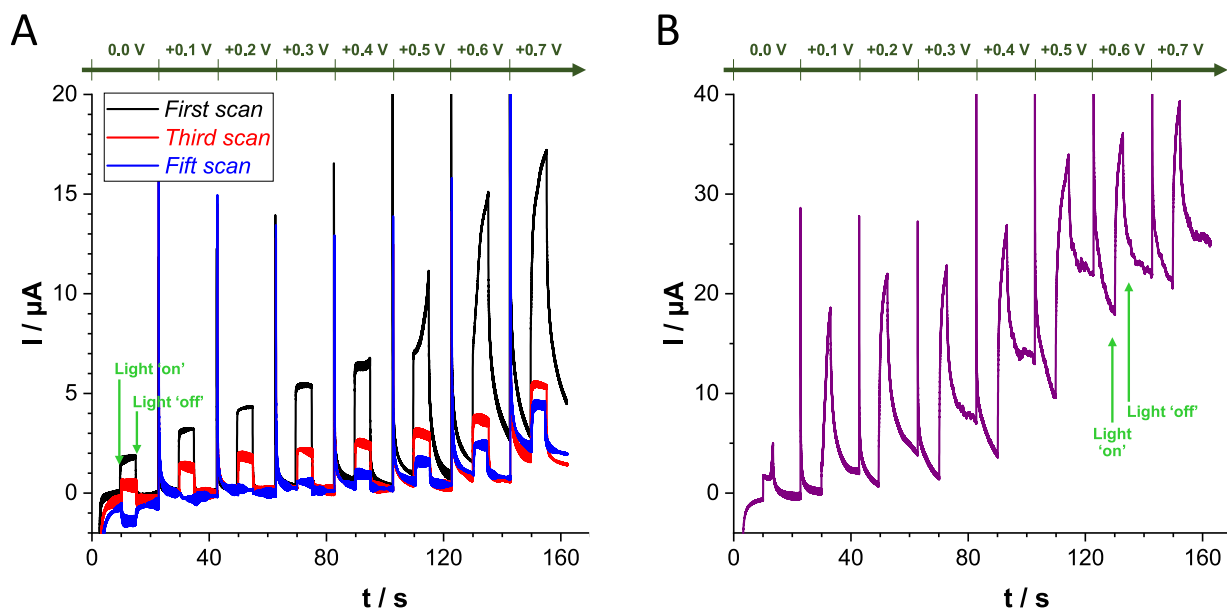 A
0.0 V +0.1 V +0.2 V +0.3 V +0.4 V +0.5 V +0.6 V +0.7 V
First scan
Third scan
Fift scan
20
15
10
5
0
I / µA
Light 'on'
Light 'off'
0 40 80 120 160
t / s
B
0.0 V +0.1 V +0.2 V +0.3 V +0.4 V +0.5 V +0.6 V +0.7 V
40
30
20
10
0
I / µA
Light 'off'
Light
'on'
0 40 80 120 160
t / s